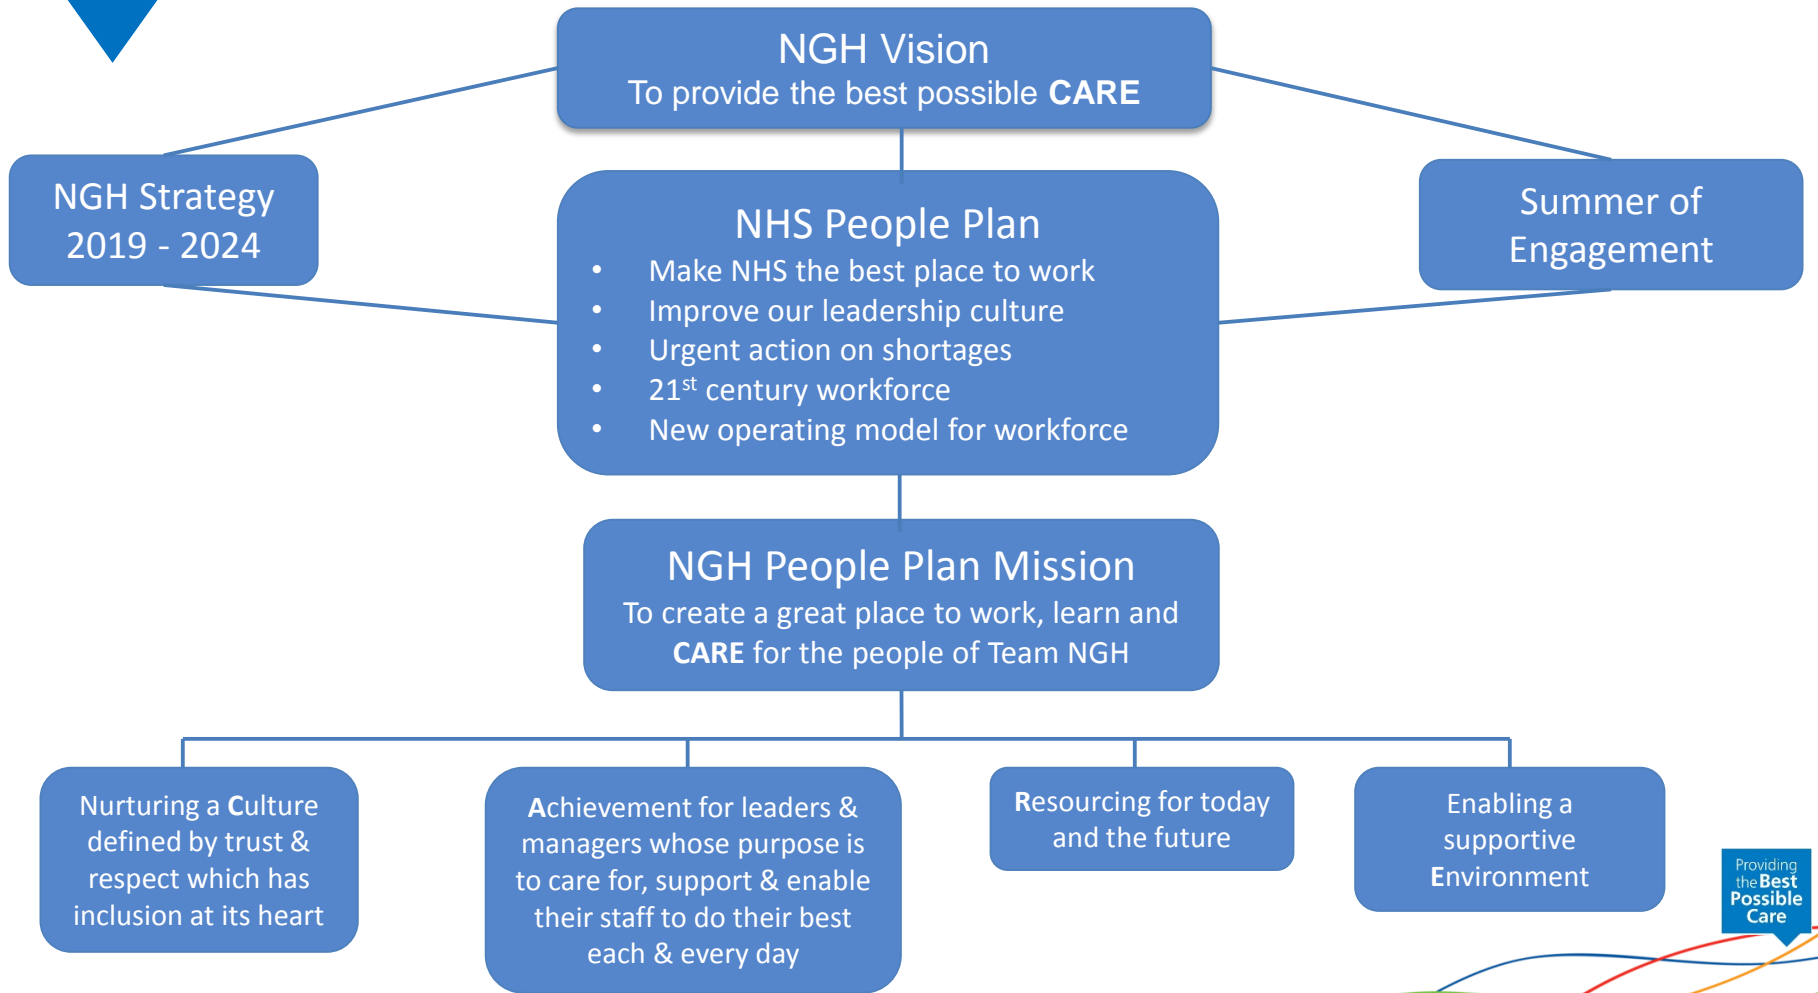 NGH Vision
To provide the best possible CARE
NGH Strategy
2019 - 2024
NHS People Plan
• Make NHS the best place to work
• Improve our leadership culture
• Urgent action on shortages
• 21st century workforce
• New operating model for workforce
Summer of
Engagement
NGH People Plan Mission
To create a great place to work, learn and
CARE for the people of Team NGH
Nurturing a Culture
defined by trust &
respect which has
inclusion at its heart
Achievement for leaders &
managers whose purpose is
to care for, support & enable
their staff to do their best
each & every day
Resourcing for today
and the future
Enabling a
supportive
Environment
Providing
the Best
Possible
Care